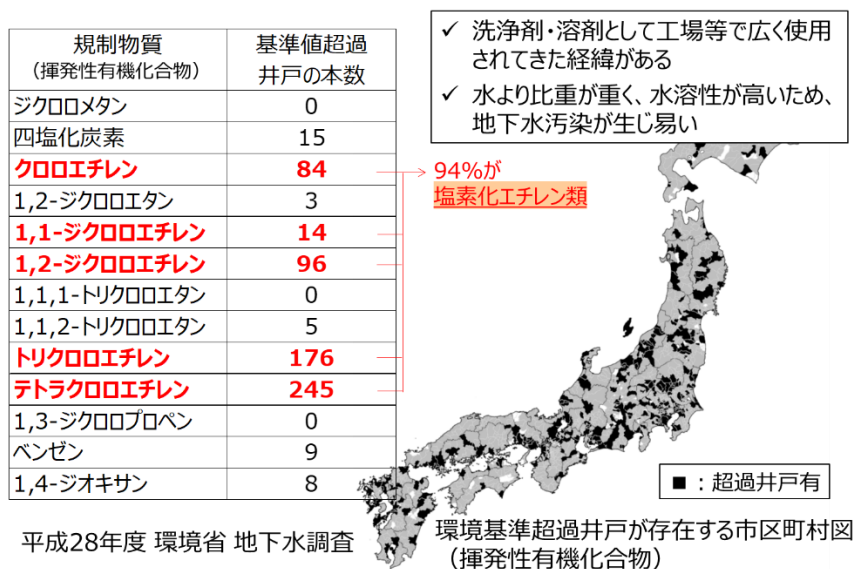 規制物質
（揮発性有機化合物）
基準値超過
井戸の本数
ジクロロメタン 0
四塩化炭素 15
クロロエチレン 84
1,2-ジクロロエタン 3
1,1-ジクロロエチレン 14
1,2-ジクロロエチレン 96
1,1,1-トリクロロエタン 0
1,1,2-トリクロロエタン 5
トリクロロエチレン 176
テトラクロロエチレン 245
1,3-ジクロロプロペン 0
ベンゼン 9
1,4-ジオキサン 8
平成28年度 環境省 地下水調査
✓ 洗浄剤・溶剤として工場等で広く使用
されてきた経緯がある
✓ 水より比重が重く、水溶性が高いため、
地下水汚染が生じ易い
94%が
塩素化エチレン類
■：超過井戸有
環境基準超過井戸が存在する市区町村図
（揮発性有機化合物）